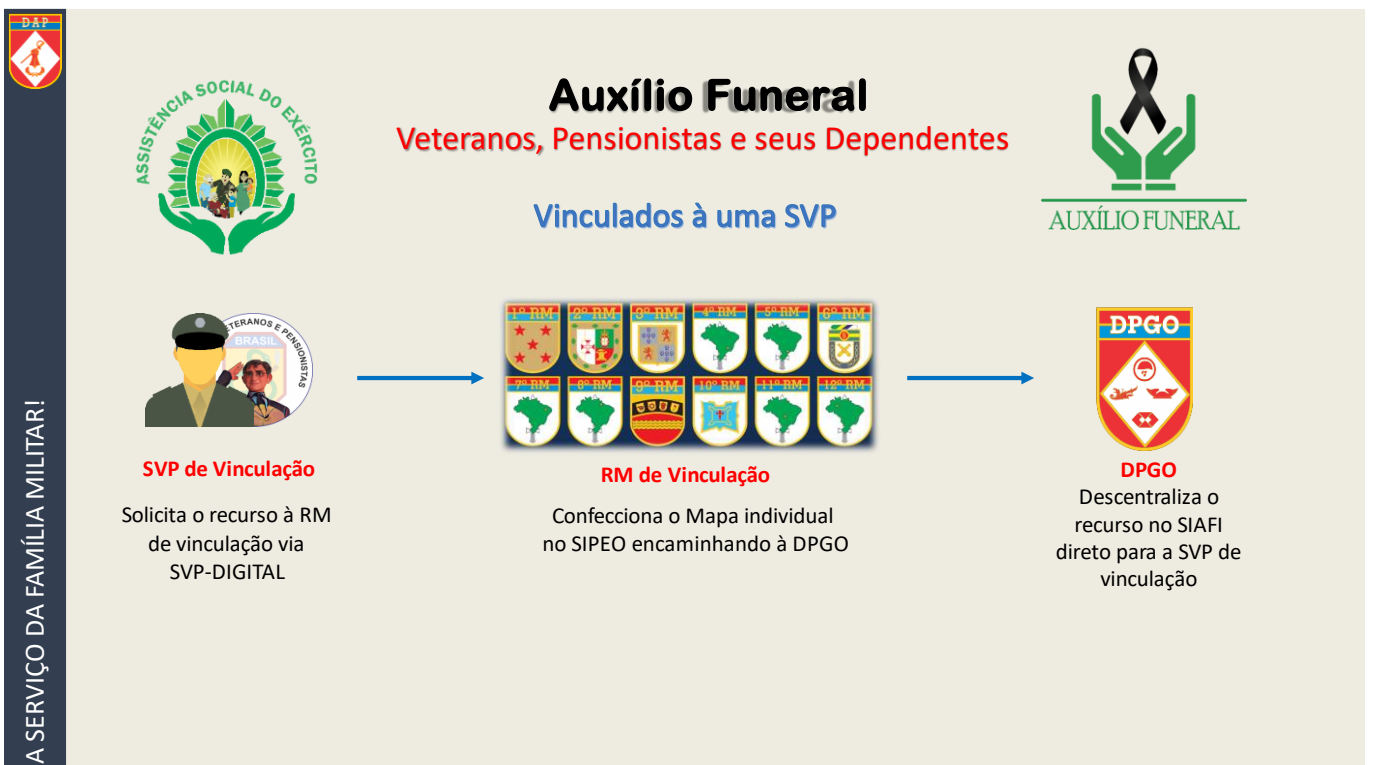 DAP
ASSISTÊNCIA SOCIAL DO EXÉRCITO
Auxílio Funeral
Veteranos, Pensionistas e seus Dependentes
Vinculados à uma SVP
AUXÍLIO FUNERAL
VETERANOS E PENSIONISTAS
BRASIL
1ª RM 2ª RM 3ª RM 4ª RM 5ª RM 6ª RM
7ª RM 8ª RM 9ª RM 10ª RM 11ª RM 12ª RM
DPGO
SVP de Vinculação
Solicita o recurso à RM
de vinculação via
SVP-DIGITAL
RM de Vinculação
Confecciona o Mapa individual
no SIPEO encaminhando à DPGO
DPGO
Descentraliza o
recurso no SIAFI
direto para a SVP de
vinculação
A SERVIÇO DA FAMÍLIA MILITAR!